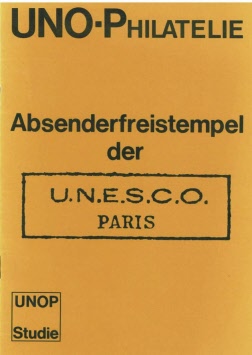 UNO-PHILATELIE
Absenderfreistempel
der
U.N.E.S.C.O.
PARIS
UNOP
Studie